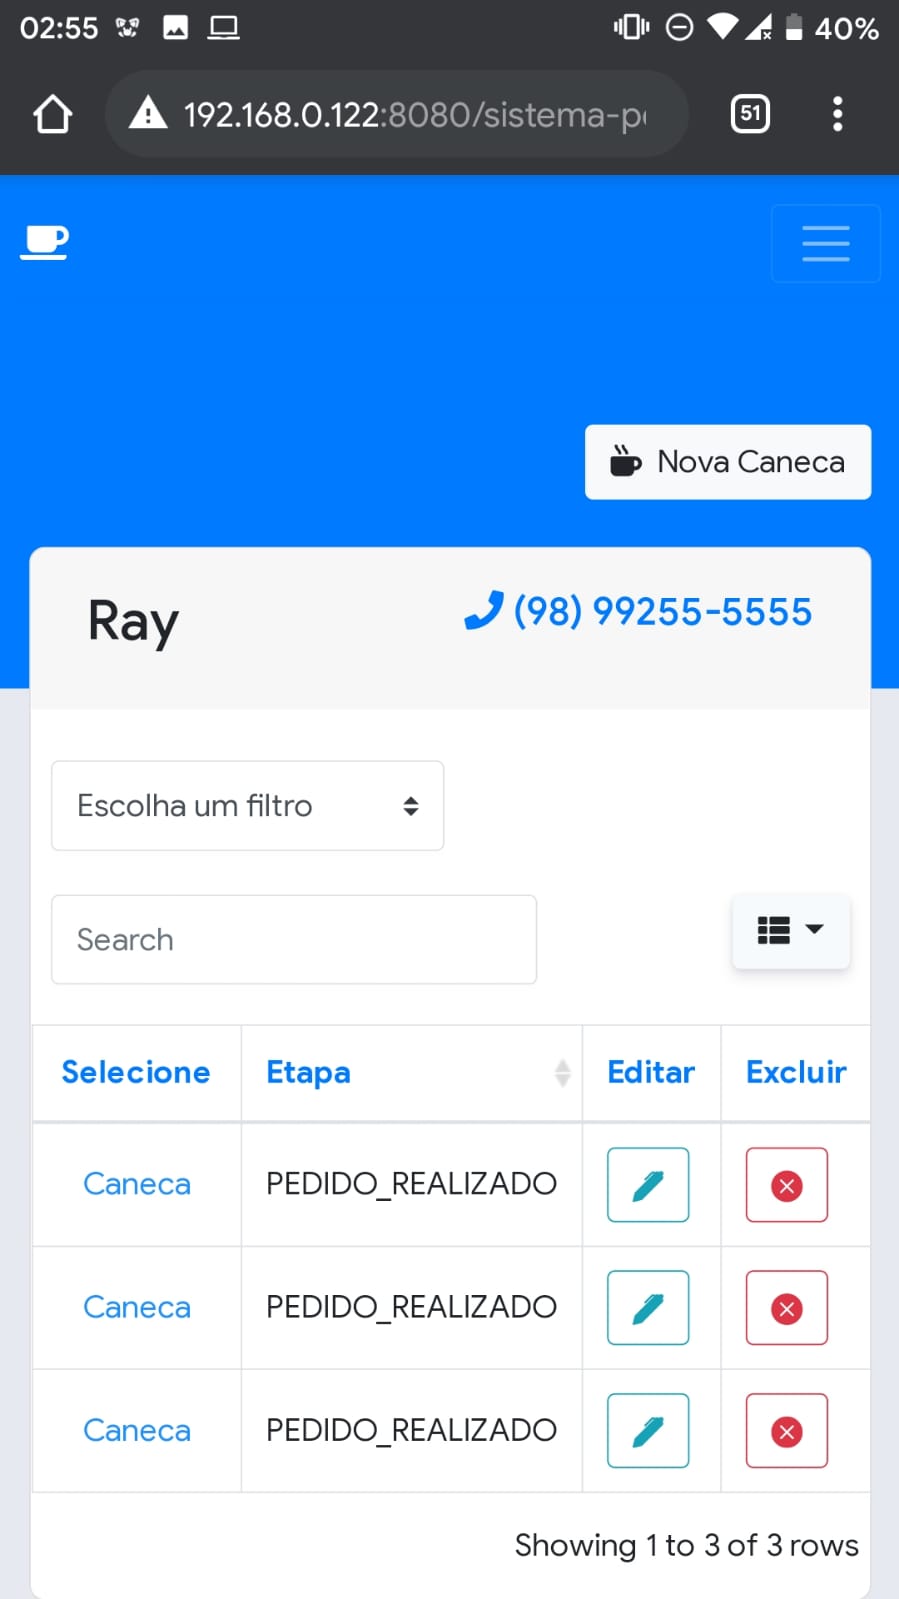 02:55
40%
192.168.0.122:8080/sistema-p
51
Nova Caneca
Ray
(98) 99255-5555
Escolha um filtro
Search
Selecione Etapa Editar Excluir
Caneca PEDIDO_REALIZADO
Caneca PEDIDO_REALIZADO
Caneca PEDIDO_REALIZADO
Showing 1 to 3 of 3 rows